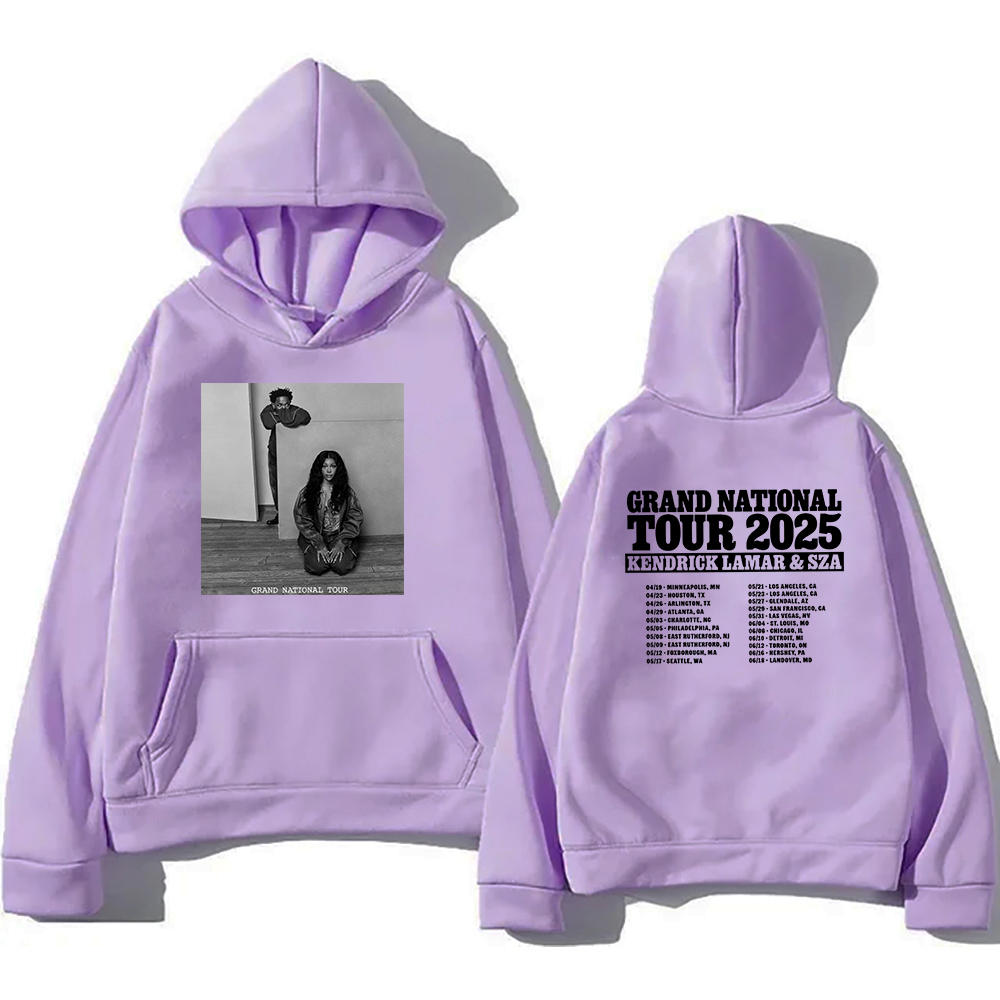 GRAND NATIONAL TOUR
GRAND NATIONAL
TOUR 2025
KENDRICK LAMAR & SZA
04/19 · MINNEAPOLIS, MN
04/23 · HOUSTON, TX
04/26 · ARLINGTON, TX
04/29 · ATLANTA, GA
05/03 · CHARLOTTE, NC
05/05 · PHILADELPHIA, PA
05/08 · EAST RUTHERFORD, NJ
05/09 · EAST RUTHERFORD, NJ
05/12 · FOXBOROUGH, MA
05/17 · SEATTLE, WA
05/21 · LOS ANGELES, CA
05/23 · LOS ANGELES, CA
05/27 · GLENDALE, AZ
05/29 · SAN FRANCISCO, CA
05/31 · LAS VEGAS, NV
06/04 · ST. LOUIS, MO
06/06 · CHICAGO, IL
06/10 · DETROIT, MI
06/12 · TORONTO, ON
06/16 · HERSHEY, PA
06/18 · LANDOVER, MD